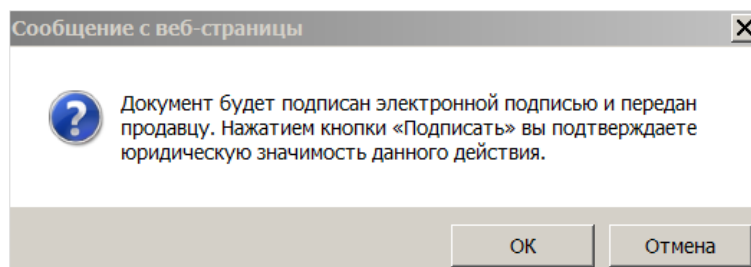 Сообщение с веб-страницы
Документ будет подписан электронной подписью и передан
продавцу. Нажатием кнопки «Подписать» вы подтверждаете
юридическую значимость данного действия.
ОК
Отмена